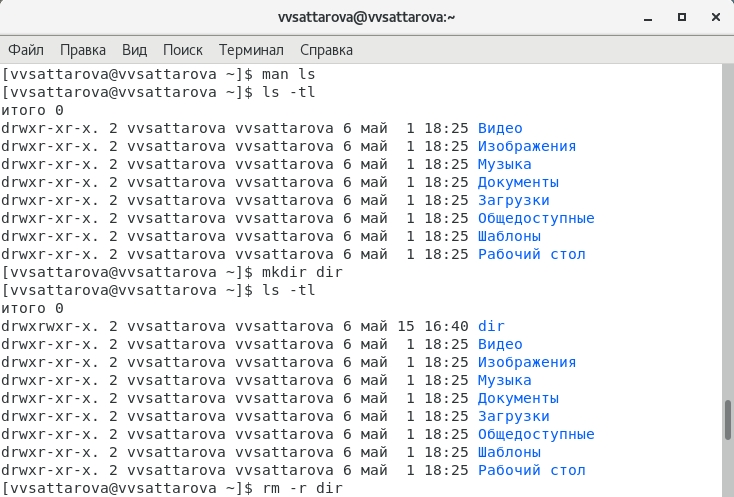 vvsattarova@vvsattarova:~
Файл Правка Вид Поиск Терминал Справка
[vvsattarova@vvsattarova ~]$ man ls
[vvsattarova@vvsattarova ~]$ ls -tl
итого 0
drwxr-xr-x. 2 vvsattarova vvsattarova 6 май  1 18:25 Видео
drwxr-xr-x. 2 vvsattarova vvsattarova 6 май  1 18:25 Изображения
drwxr-xr-x. 2 vvsattarova vvsattarova 6 май  1 18:25 Музыка
drwxr-xr-x. 2 vvsattarova vvsattarova 6 май  1 18:25 Документы
drwxr-xr-x. 2 vvsattarova vvsattarova 6 май  1 18:25 Загрузки
drwxr-xr-x. 2 vvsattarova vvsattarova 6 май  1 18:25 Общедоступные
drwxr-xr-x. 2 vvsattarova vvsattarova 6 май  1 18:25 Шаблоны
drwxr-xr-x. 2 vvsattarova vvsattarova 6 май  1 18:25 Рабочий стол
[vvsattarova@vvsattarova ~]$ mkdir dir
[vvsattarova@vvsattarova ~]$ ls -tl
итого 0
drwxrwxr-x. 2 vvsattarova vvsattarova 6 май 15 16:40 dir
drwxr-xr-x. 2 vvsattarova vvsattarova 6 май  1 18:25 Видео
drwxr-xr-x. 2 vvsattarova vvsattarova 6 май  1 18:25 Изображения
drwxr-xr-x. 2 vvsattarova vvsattarova 6 май  1 18:25 Музыка
drwxr-xr-x. 2 vvsattarova vvsattarova 6 май  1 18:25 Документы
drwxr-xr-x. 2 vvsattarova vvsattarova 6 май  1 18:25 Загрузки
drwxr-xr-x. 2 vvsattarova vvsattarova 6 май  1 18:25 Общедоступные
drwxr-xr-x. 2 vvsattarova vvsattarova 6 май  1 18:25 Шаблоны
drwxr-xr-x. 2 vvsattarova vvsattarova 6 май  1 18:25 Рабочий стол
[vvsattarova@vvsattarova ~]$ rm -r dir